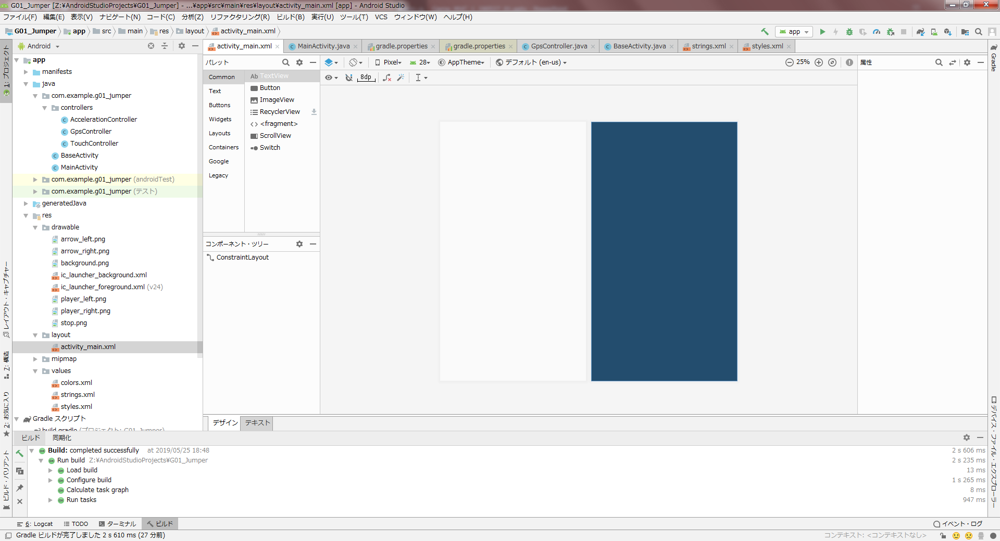 G01_Jumper [Z:¥AndroidStudioProjects¥G01_Jumper] - ...¥app¥src¥main¥res¥layout¥activity_main.xml [app] - Android Studio
ファイル(F) 編集(E) 表示(V) ナビゲート(N) コード(C) 分析(Z) リファクタリング(R) ビルド(B) 実行(U) ツール(T) VCS ウィンドウ(W) ヘルプ(H)
G01_Jumper app src main res layout activity_main.xml app
Android activity_main.xml MainActivity.java gradle.properties gradle.properties GpsController.java BaseActivity.java strings.xml styles.xml
1: プロジェクト
レイアウト・キャプチャー
Z: 構造
2: お気に入り
ビルド・バリアント
app
manifests
java
com.example.g01_jumper
controllers
AccelerationController
GpsController
TouchController
BaseActivity
MainActivity
com.example.g01_jumper (androidTest)
com.example.g01_jumper (テスト)
generatedJava
res
drawable
arrow_left.png
arrow_right.png
background.png
ic_launcher_background.xml
ic_launcher_foreground.xml (v24)
player_left.png
player_right.png
stop.png
layout
activity_main.xml
mipmap
values
colors.xml
strings.xml
styles.xml
Gradle スクリプト
build.gradle (プロジェクト: G01_Jumper)
パレット
Common
Text
Buttons
Widgets
Layouts
Containers
Google
Legacy
Ab TextView
Button
ImageView
RecyclerView
<fragment>
ScrollView
Switch
コンポーネント・ツリー
ConstraintLayout
Pixel 28 AppTheme デフォルト (en-us) 25%
8dp
属性
Gradle
デバイス・ファイル・エクスプローラー
デザイン テキスト
ビルド 同期化
Build: completed successfully at 2019/05/25 18:48 2 s 606 ms
Run build Z:¥AndroidStudioProjects¥G01_Jumper 2 s 235 ms
Load build 13 ms
Configure build 1 s 265 ms
Calculate task graph 8 ms
Run tasks 947 ms
6: Logcat TODO ターミナル ビルド イベント・ログ
Gradle ビルドが完了しました 2 s 610 ms (27 分前) コンテキスト: <コンテキストなし>